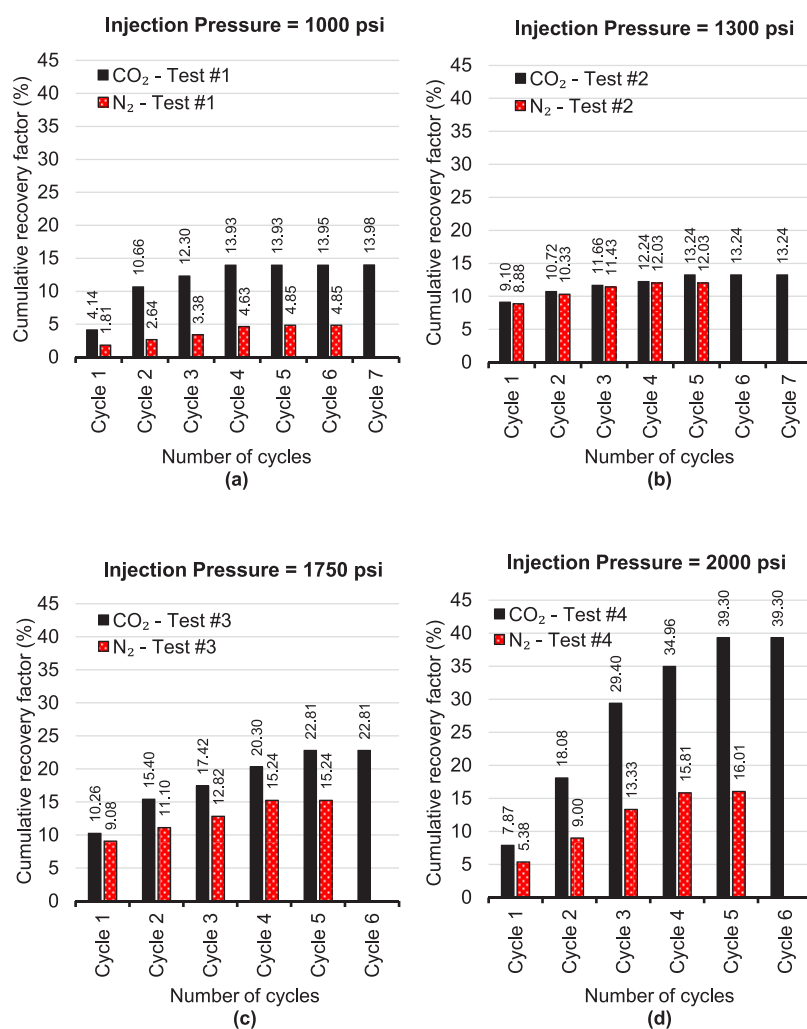 Injection Pressure = 1000 psi
Cumulative recovery factor (%)
45
40
35
30
25
20
15
10
5
0
CO₂ - Test #1
N₂ - Test #1
4.14
1.81
10.66
2.64
12.30
3.38
13.93
4.63
13.93
4.85
13.95
4.85
13.98
Cycle 1
Cycle 2
Cycle 3
Cycle 4
Cycle 5
Cycle 6
Cycle 7
Number of cycles
(a)
Injection Pressure = 1300 psi
Cumulative recovery factor (%)
45
40
35
30
25
20
15
10
5
0
CO₂ - Test #2
N₂ - Test #2
9.10
8.88
10.72
10.33
11.66
11.43
12.24
12.03
13.24
12.03
13.24
13.24
Cycle 1
Cycle 2
Cycle 3
Cycle 4
Cycle 5
Cycle 6
Cycle 7
Number of cycles
(b)
Injection Pressure = 1750 psi
Cumulative recovery factor (%)
45
40
35
30
25
20
15
10
5
0
CO₂ - Test #3
N₂ - Test #3
10.26
9.08
15.40
11.10
17.42
12.82
20.30
15.24
22.81
15.24
22.81
Cycle 1
Cycle 2
Cycle 3
Cycle 4
Cycle 5
Cycle 6
Number of cycles
(c)
Injection Pressure = 2000 psi
Cumulative recovery factor (%)
45
40
35
30
25
20
15
10
5
0
CO₂ - Test #4
N₂ - Test #4
7.87
5.38
18.08
9.00
29.40
13.33
34.96
15.81
39.30
16.01
39.30
Cycle 1
Cycle 2
Cycle 3
Cycle 4
Cycle 5
Cycle 6
Number of cycles
(d)